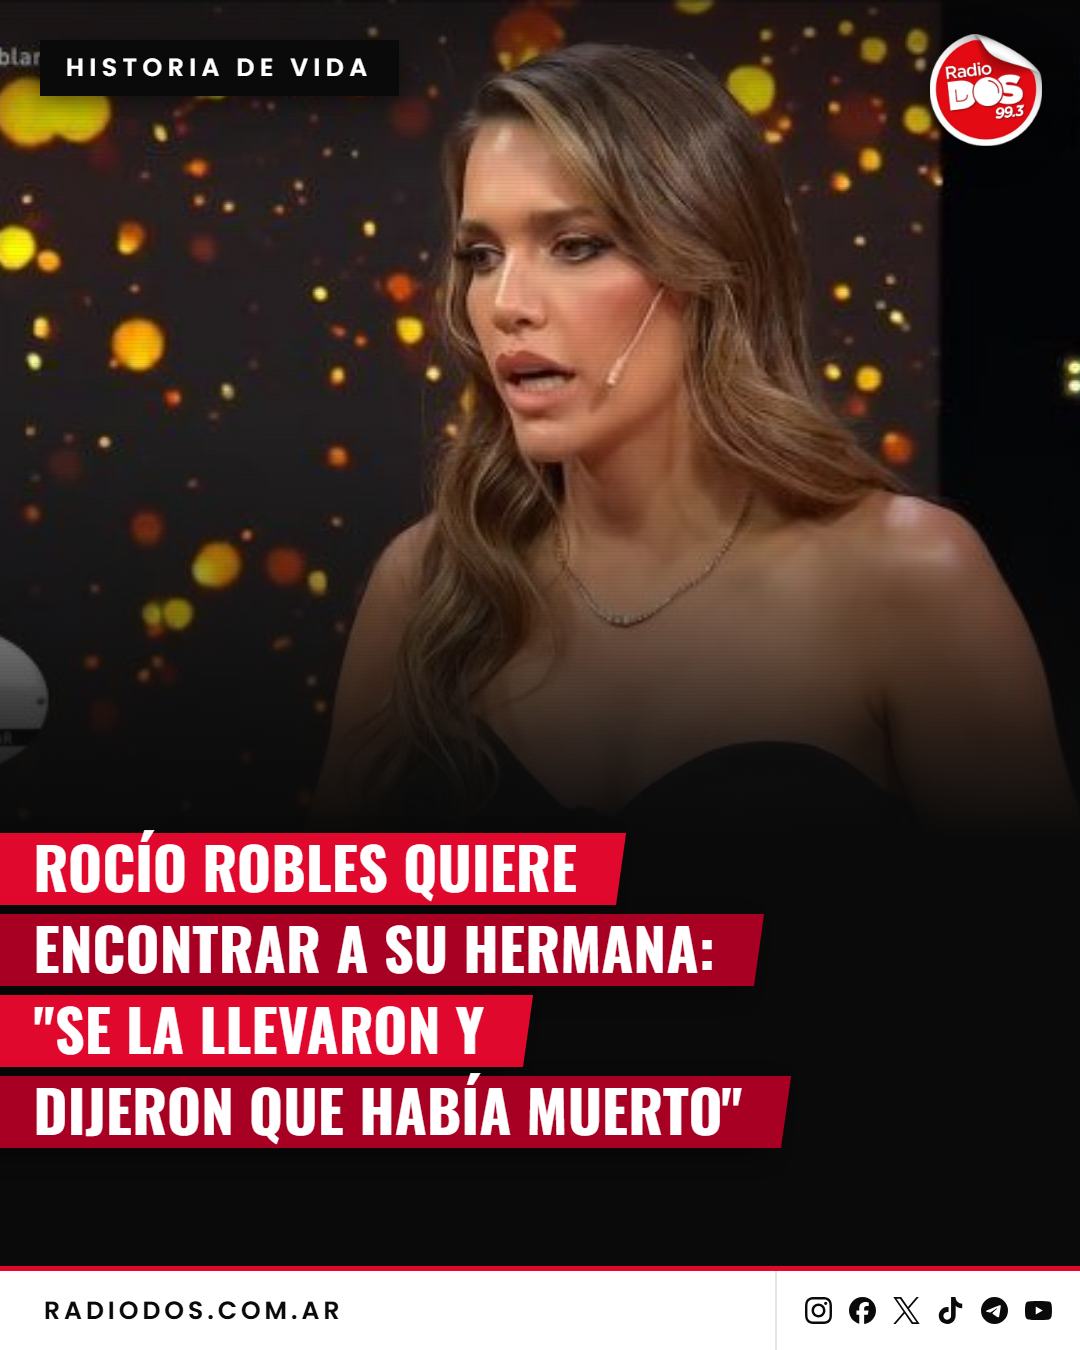 HISTORIA DE VIDA
Radio
DOS
99.3
ROCÍO ROBLES QUIERE
ENCONTRAR A SU HERMANA:
"SE LA LLEVARON Y
DIJERON QUE HABÍA MUERTO"
RADIODOS.COM.AR